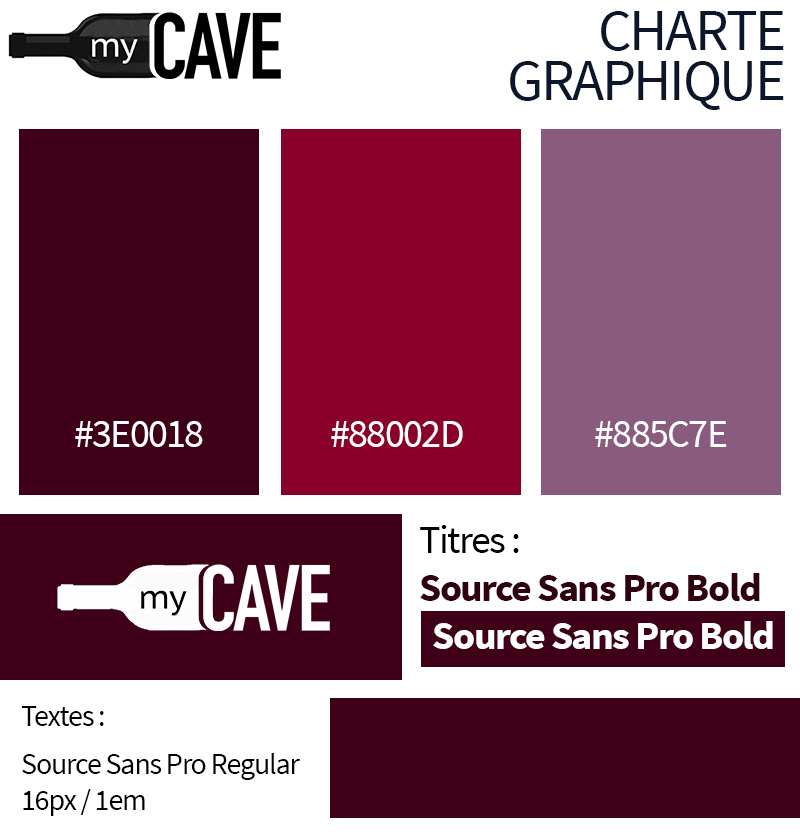 my CAVE
CHARTE
GRAPHIQUE
#3E0018
#88002D
#885C7E
my CAVE
Titres :
Source Sans Pro Bold
Source Sans Pro Bold
Textes :
Source Sans Pro Regular
16px / 1em